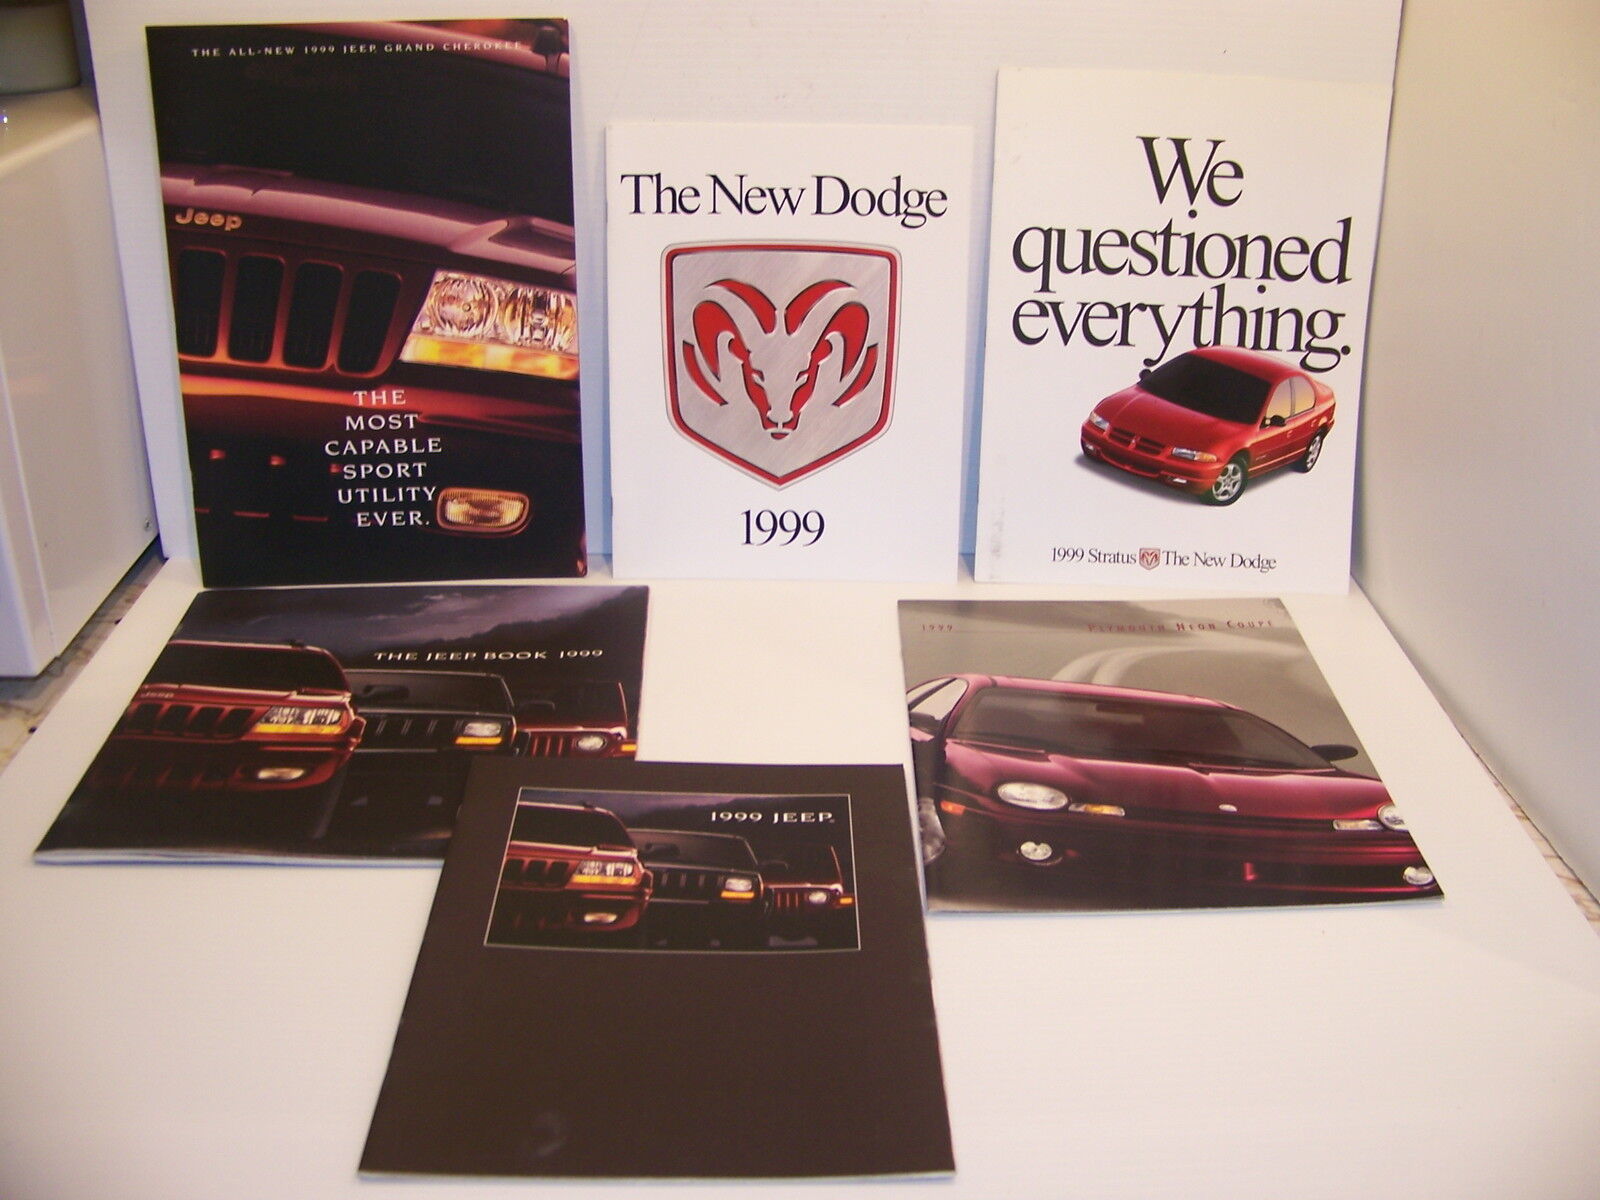 THE ALL-NEW 1999 JEEP® GRAND CHEROKEE
Jeep
THE
MOST
CAPABLE
SPORT
UTILITY
EVER.
The New Dodge
1999
We
questioned
everything.
1999 Stratus The New Dodge
THE JEEP BOOK 1999
Jeep
1999 JEEP®
1999 PLYMOUTH NEON COUPE